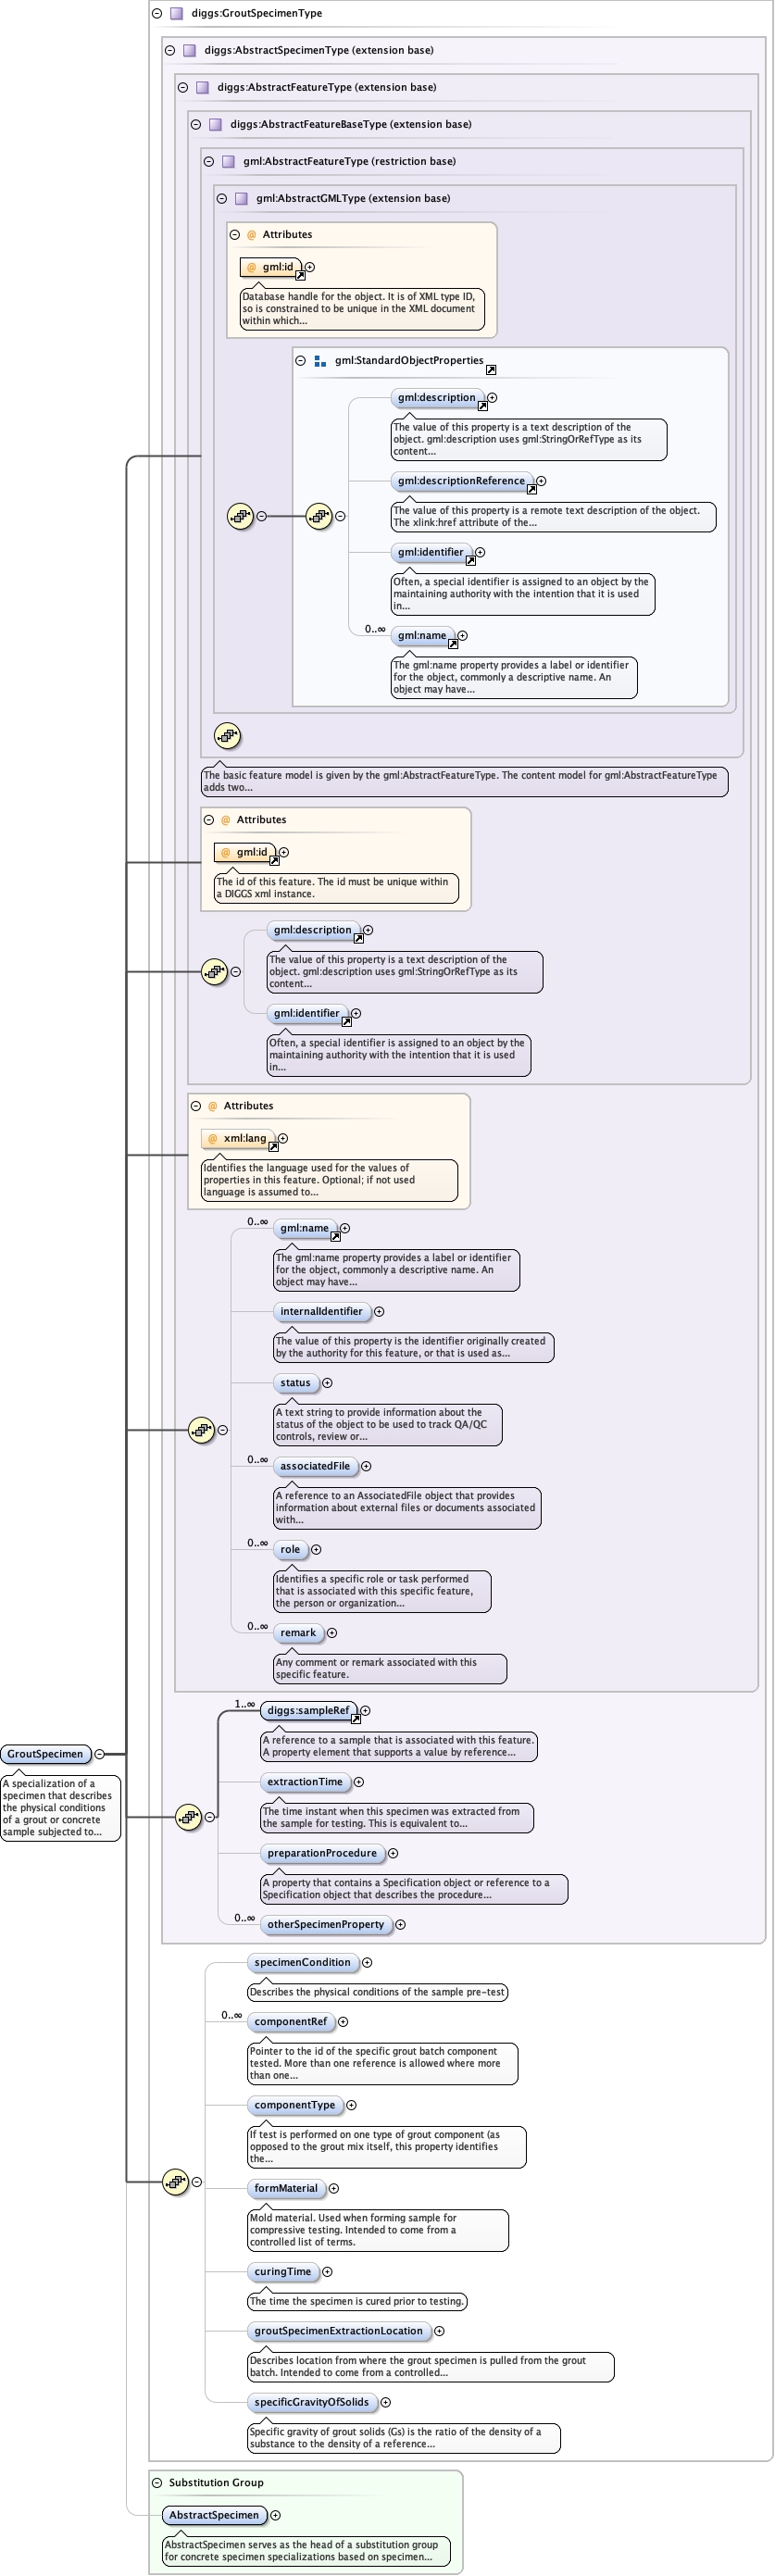 diggs:GroutSpecimenType
diggs:AbstractSpecimenType (extension base)
diggs:AbstractFeatureType (extension base)
diggs:AbstractFeatureBaseType (extension base)
gml:AbstractFeatureType (restriction base)
gml:AbstractGMLType (extension base)
@ Attributes
@ gml:id
Database handle for the object. It is of XML type ID,
so is constrained to be unique in the XML document
within which...
gml:StandardObjectProperties
gml:description
The value of this property is a text description of the
object. gml:description uses gml:StringOrRefType as its
content...
gml:descriptionReference
The value of this property is a remote text description of the object.
The xlink:href attribute of the...
gml:identifier
Often, a special identifier is assigned to an object by the
maintaining authority with the intention that it is used
in...
0..∞
gml:name
The gml:name property provides a label or identifier
for the object, commonly a descriptive name. An
object may have...
The basic feature model is given by the gml:AbstractFeatureType. The content model for gml:AbstractFeatureType
adds two...
@ Attributes
@ gml:id
The id of this feature. The id must be unique within
a DIGGS xml instance.
gml:description
The value of this property is a text description of the
object. gml:description uses gml:StringOrRefType as its
content...
gml:identifier
Often, a special identifier is assigned to an object by the
maintaining authority with the intention that it is used
in...
@ Attributes
@ xml:lang
Identifies the language used for the values of
properties in this feature. Optional; if not used
language is assumed to...
0..∞
gml:name
The gml:name property provides a label or identifier
for the object, commonly a descriptive name. An
object may have...
internalIdentifier
The value of this property is the identifier originally created
by the authority for this feature, or that is used as...
status
A text string to provide information about the
status of the object to be used to track QA/QC
controls, review or...
0..∞
associatedFile
A reference to an AssociatedFile object that provides
information about external files or documents associated
with...
0..∞
role
Identifies a specific role or task performed
that is associated with this specific feature,
the person or organization...
0..∞
remark
Any comment or remark associated with this
specific feature.
1..∞
diggs:sampleRef
A reference to a sample that is associated with this feature.
A property element that supports a value by reference...
GroutSpecimen
A specialization of a
specimen that describes
the physical conditions
of a grout or concrete
sample subjected to...
extractionTime
The time instant when this specimen was extracted from
the sample for testing. This is equivalent to...
preparationProcedure
A property that contains a Specification object or reference to a
Specification object that describes the procedure...
0..∞
otherSpecimenProperty
specimenCondition
Describes the physical conditions of the sample pre-test
0..∞
componentRef
Pointer to the id of the specific grout batch component
tested. More than one reference is allowed where more
than one...
componentType
If test is performed on one type of grout component (as
opposed to the grout mix itself, this property identifies
the...
formMaterial
Mold material. Used when forming sample for
compressive testing. Intended to come from a
controlled list of terms.
curingTime
The time the specimen is cured prior to testing.
groutSpecimenExtractionLocation
Describes location from where the grout specimen is pulled from the grout
batch. Intended to come from a controlled...
specificGravityOfSolids
Specific gravity of grout solids (Gs) is the ratio of the density of a
substance to the density of a reference...
Substitution Group
AbstractSpecimen
AbstractSpecimen serves as the head of a substitution group
for concrete specimen specializations based on specimen...